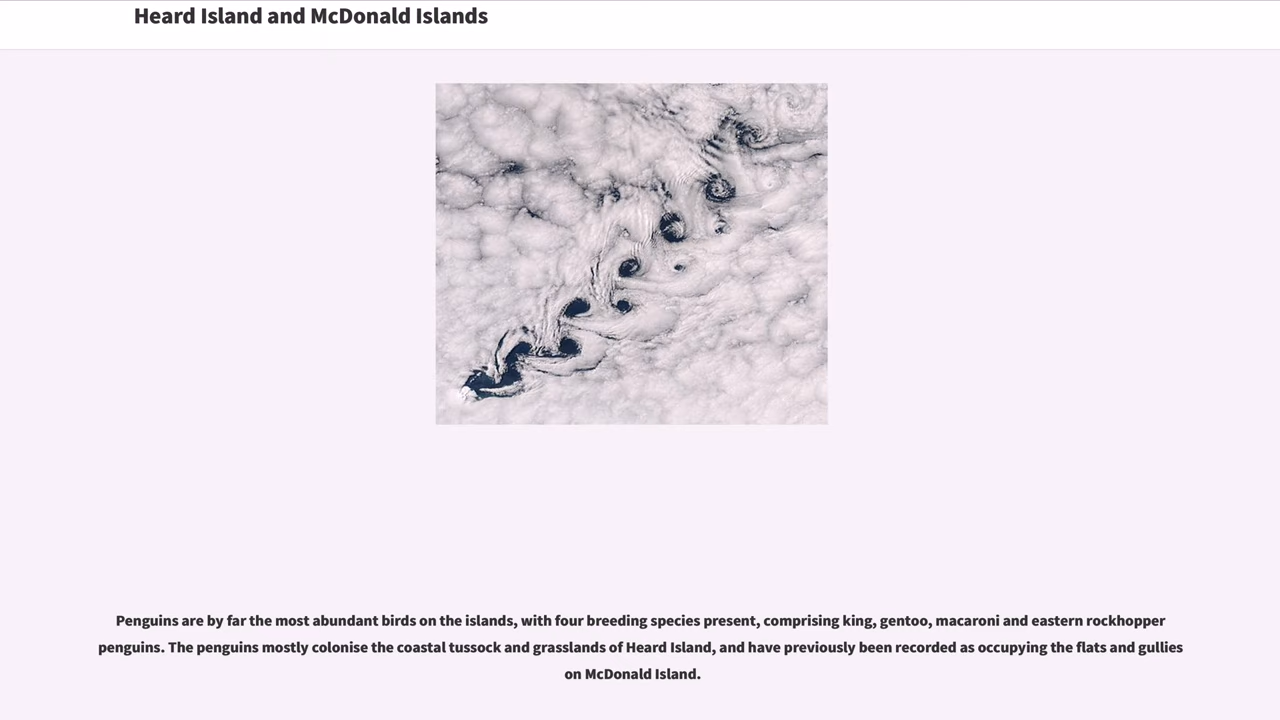 Heard Island and McDonald Islands
Penguins are by far the most abundant birds on the islands, with four breeding species present, comprising king, gentoo, macaroni and eastern rockhopper
penguins. The penguins mostly colonise the coastal tussock and grasslands of Heard Island, and have previously been recorded as occupying the flats and gullies
on McDonald Island.